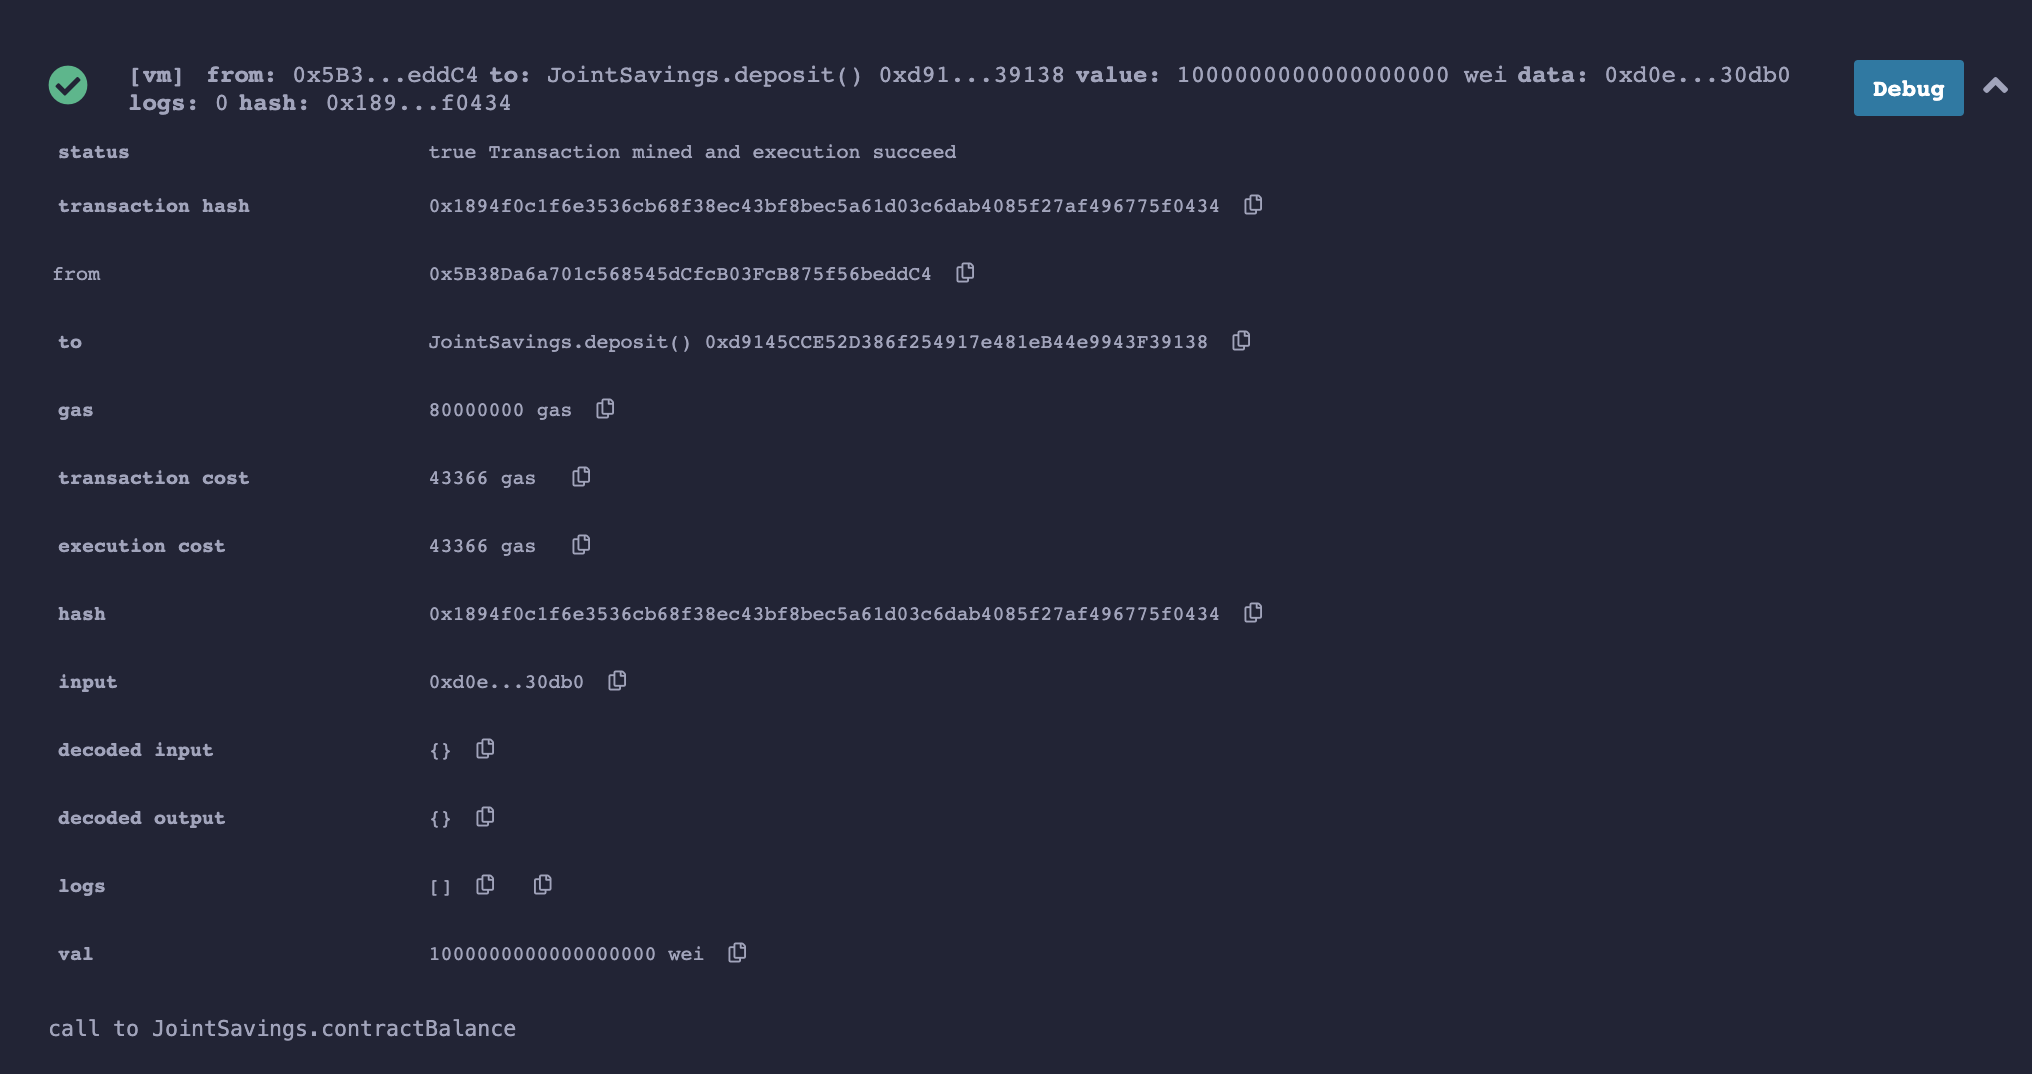 [vm] from: 0x5B3...eddC4 to: JointSavings.deposit() 0xd91...39138 value: 1000000000000000000 wei data: 0xd0e...30db0
logs: 0 hash: 0x189...f0434
Debug
status true Transaction mined and execution succeed
transaction hash 0x1894f0c1f6e3536cb68f38ec43bf8bec5a61d03c6dab4085f27af496775f0434
from 0x5B38Da6a701c568545dCfcB03FcB875f56beddC4
to JointSavings.deposit() 0xd9145CCE52D386f254917e481eB44e9943F39138
gas 80000000 gas
transaction cost 43366 gas
execution cost 43366 gas
hash 0x1894f0c1f6e3536cb68f38ec43bf8bec5a61d03c6dab4085f27af496775f0434
input 0xd0e...30db0
decoded input {}
decoded output {}
logs []
val 1000000000000000000 wei
call to JointSavings.contractBalance